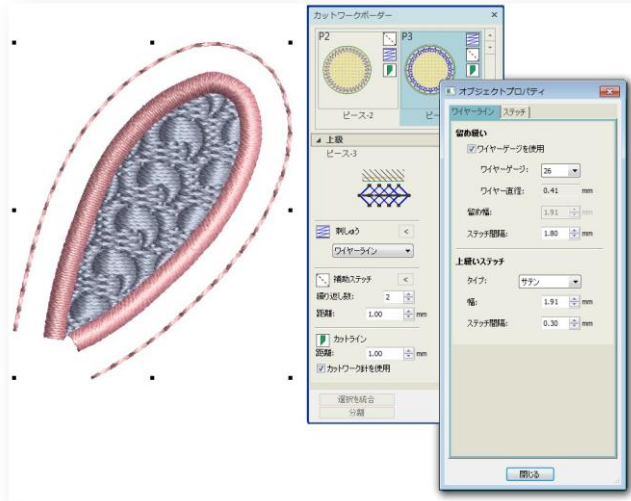 カットワークボーダー
P2
P3
ピース-2
上級
ピース-3
刺しゅう
ワイヤーライン
補助ステッチ
繰り返し数: 2
距離: 1.00 mm
カットライン
距離: 1.00 mm
カットワーク針を使用
選択を統合
分離
オブジェクトプロパティ
ワイヤーライン ステッチ
留め縫い
ワイヤーゲージを使用
ワイヤーゲージ: 26
ワイヤー直径: 0.41 mm
留め幅: 1.91 mm
ステッチ間隔: 1.80 mm
上縫いステッチ
タイプ: サテン
幅: 1.91 mm
ステッチ間隔: 0.30 mm
閉じる